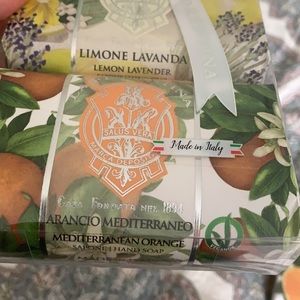 LIMONE LAVANDA
LEMON LAVENDER
SALUS VERA
Made in Italy
CASA FONDATA NEL 1894
ARANCIO MEDITERRANEO
MEDITERRANEAN ORANGE
SAPONE | HAND SOAP